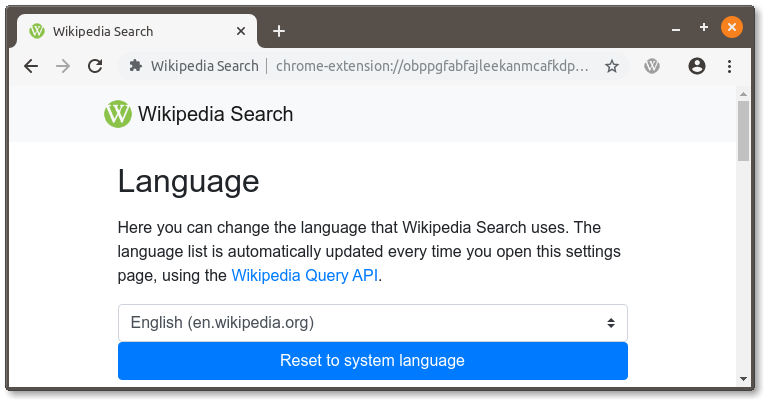 Wikipedia Search
Wikipedia Search | chrome-extension://obppgfabfajleekanmcafkdp...
W Wikipedia Search
Language
Here you can change the language that Wikipedia Search uses. The
language list is automatically updated every time you open this settings
page, using the Wikipedia Query API.
English (en.wikipedia.org)
Reset to system language